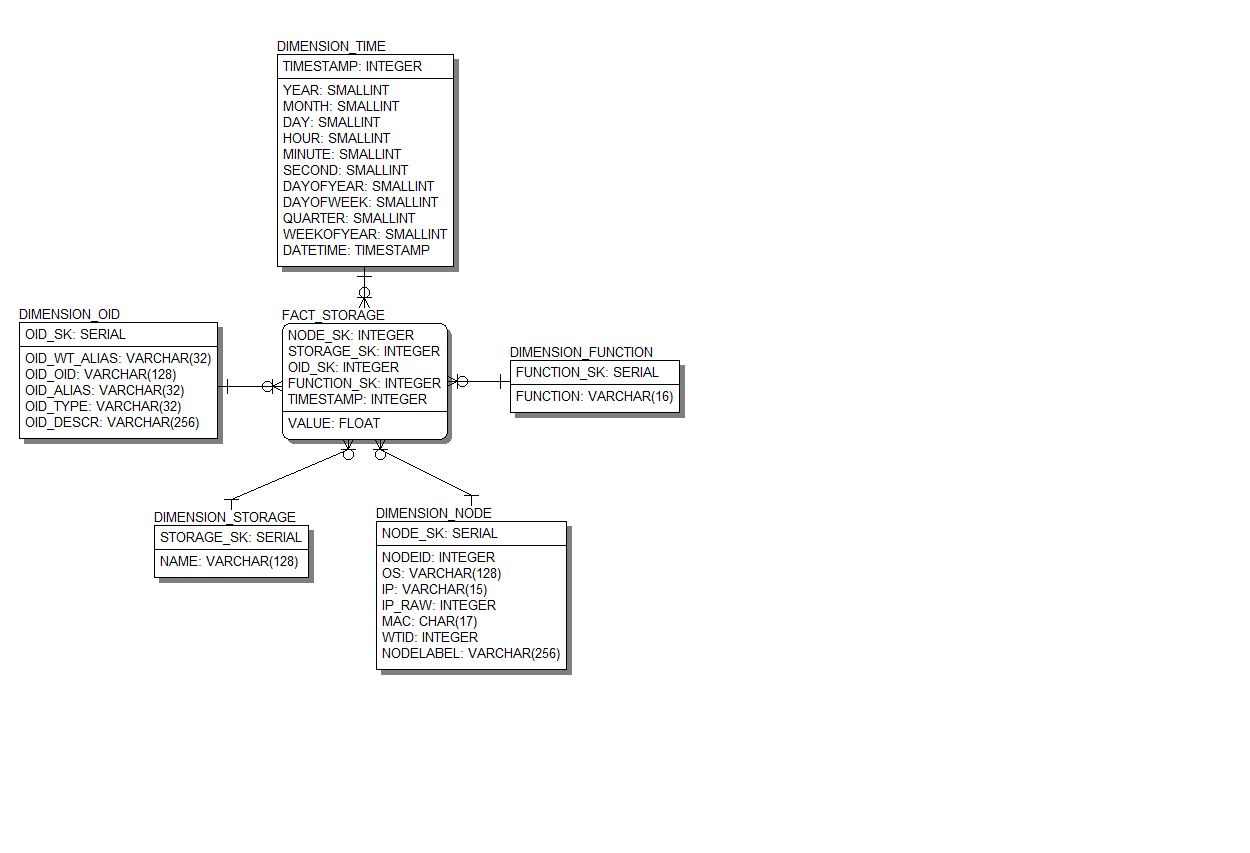 DIMENSION_TIME
TIMESTAMP: INTEGER
YEAR: SMALLINT
MONTH: SMALLINT
DAY: SMALLINT
HOUR: SMALLINT
MINUTE: SMALLINT
SECOND: SMALLINT
DAYOFYEAR: SMALLINT
DAYOFWEEK: SMALLINT
QUARTER: SMALLINT
WEEKOFYEAR: SMALLINT
DATETIME: TIMESTAMP
DIMENSION_OID
OID_SK: SERIAL
OID_WT_ALIAS: VARCHAR(32)
OID_OID: VARCHAR(128)
OID_ALIAS: VARCHAR(32)
OID_TYPE: VARCHAR(32)
OID_DESCR: VARCHAR(256)
FACT_STORAGE
NODE_SK: INTEGER
STORAGE_SK: INTEGER
OID_SK: INTEGER
FUNCTION_SK: INTEGER
TIMESTAMP: INTEGER
VALUE: FLOAT
DIMENSION_FUNCTION
FUNCTION_SK: SERIAL
FUNCTION: VARCHAR(16)
DIMENSION_STORAGE
STORAGE_SK: SERIAL
NAME: VARCHAR(128)
DIMENSION_NODE
NODE_SK: SERIAL
NODEID: INTEGER
OS: VARCHAR(128)
IP: VARCHAR(15)
IP_RAW: INTEGER
MAC: CHAR(17)
WTID: INTEGER
NODELABEL: VARCHAR(256)